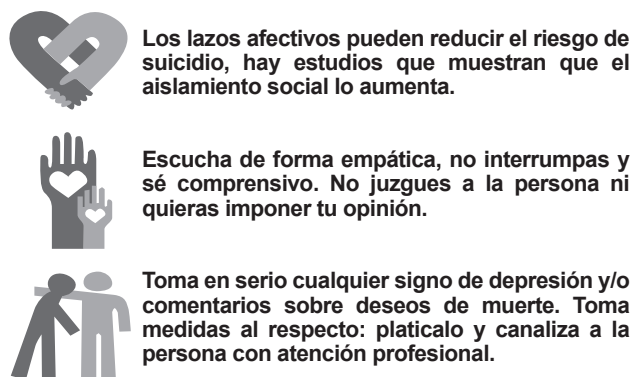 Los lazos afectivos pueden reducir el riesgo de
suicidio, hay estudios que muestran que el
aislamiento social lo aumenta.
Escucha de forma empática, no interrumpas y
sé comprensivo. No juzgues a la persona ni
quieras imponer tu opinión.
Toma en serio cualquier signo de depresión y/o
comentarios sobre deseos de muerte. Toma
medidas al respecto: platicalo y canaliza a la
persona con atención profesional.